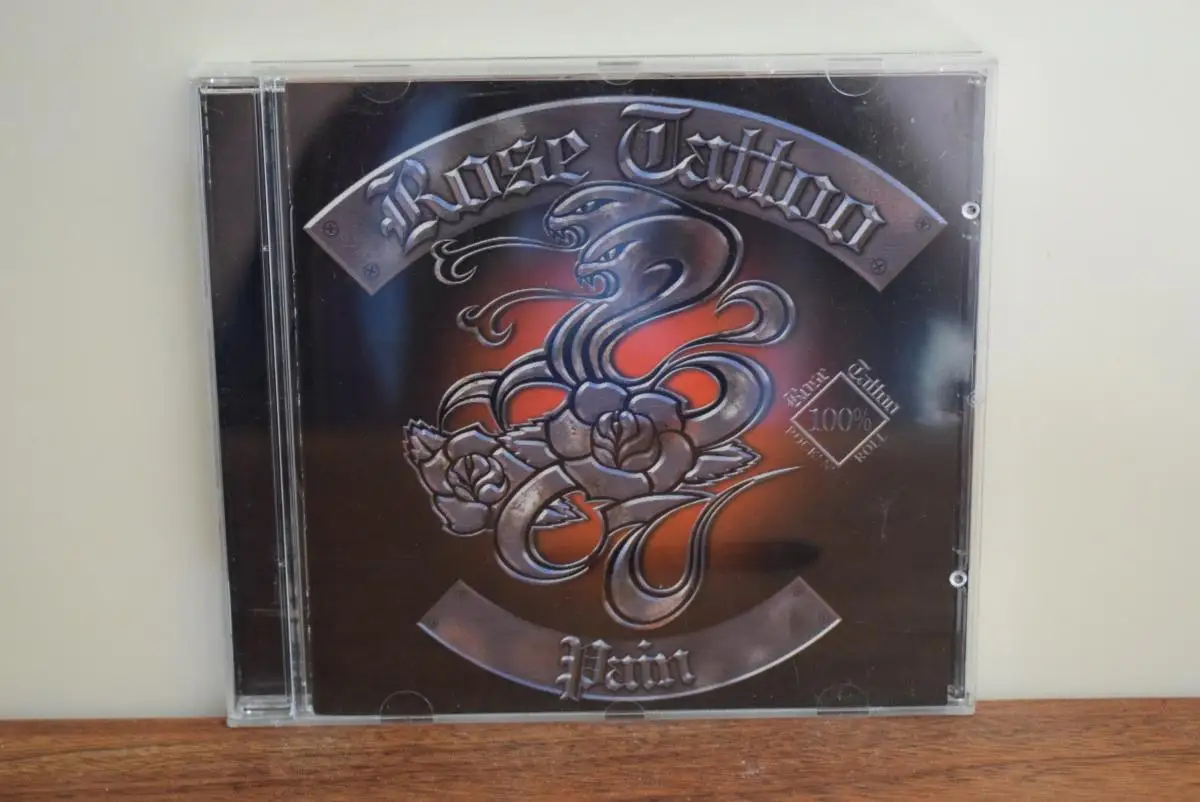 Rose Tattoo
Rose Tattoo
100%
ROCK'N ROLL
Pain